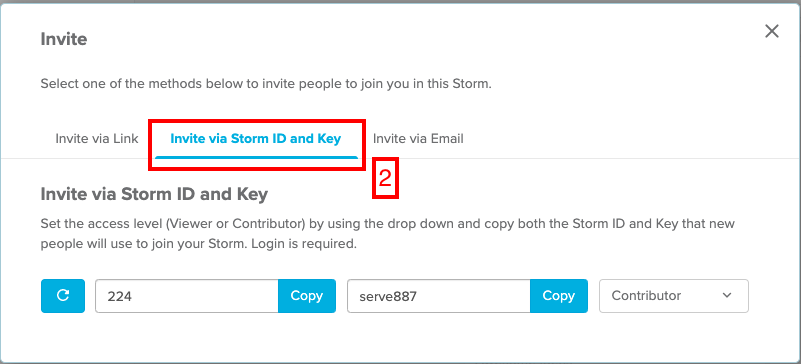 Invite
Select one of the methods below to invite people to join you in this Storm.
Invite via Link
Invite via Storm ID and Key
Invite via Email
2
Invite via Storm ID and Key
Set the access level (Viewer or Contributor) by using the drop down and copy both the Storm ID and Key that new
people will use to join your Storm. Login is required.
224
Copy
serve887
Copy
Contributor